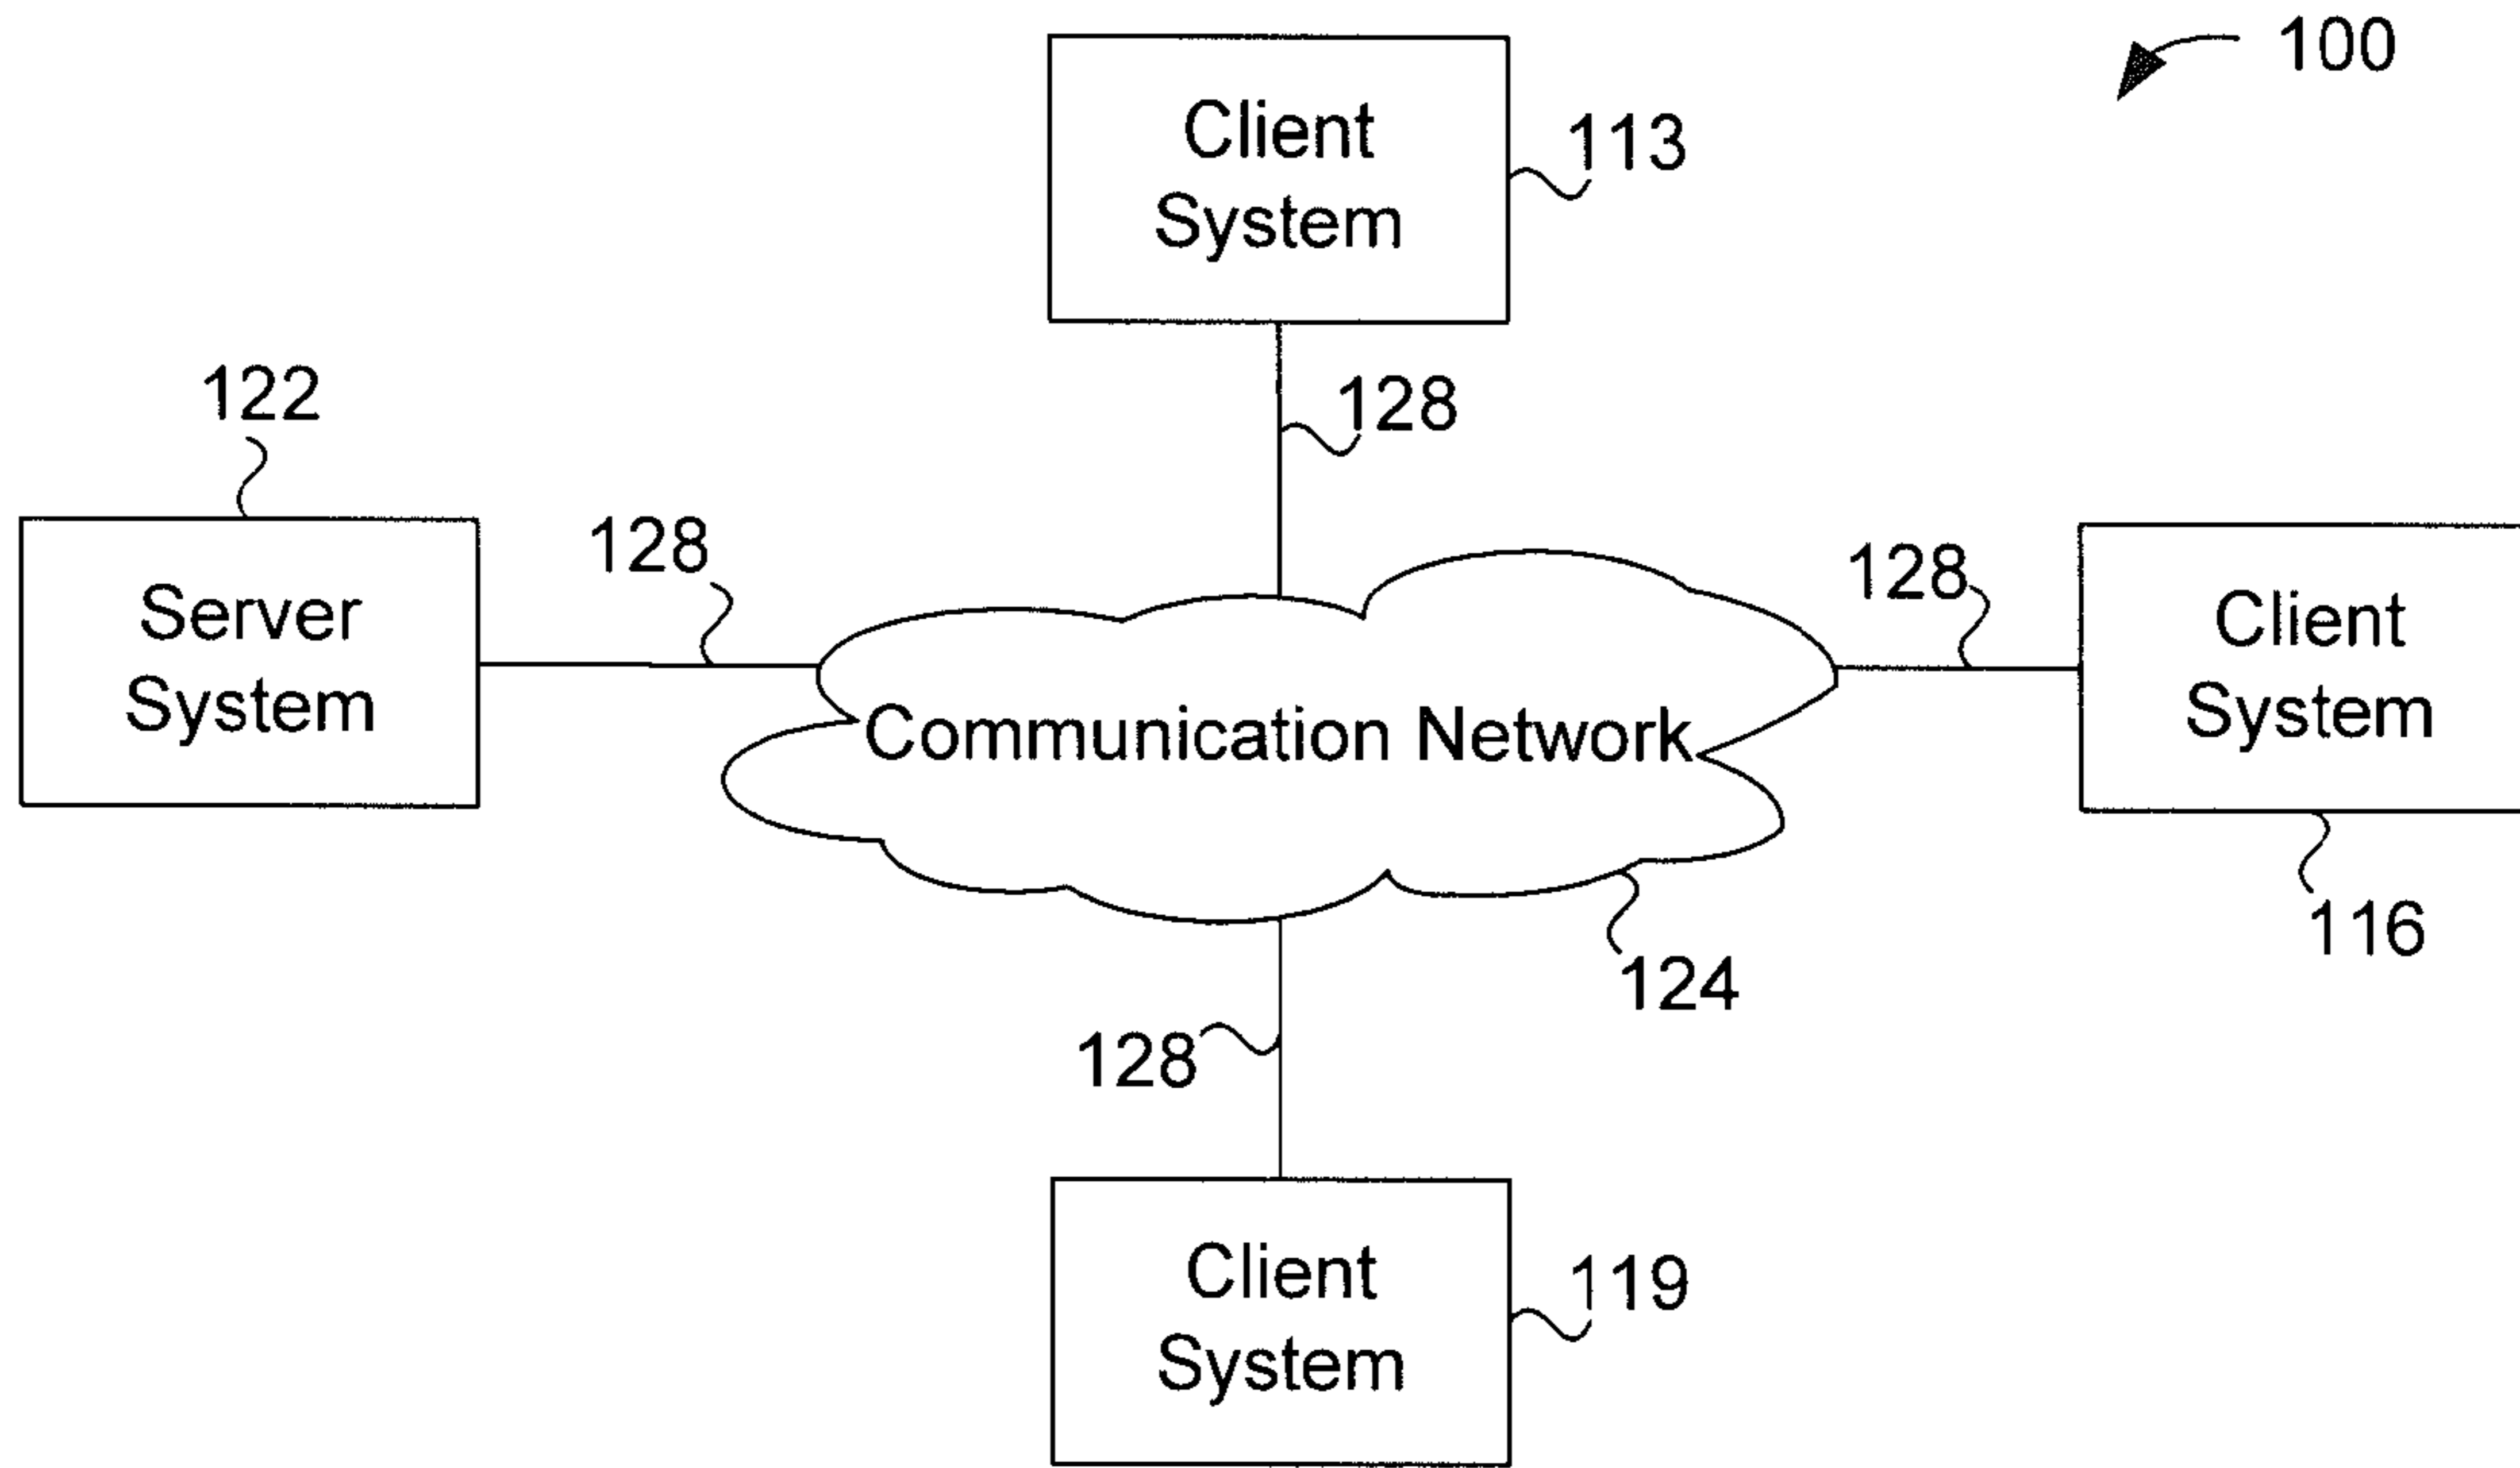 100
Client
System
113
128
122
Server
System
128
Communication Network
128
Client
System
116
124
128
Client
System
119